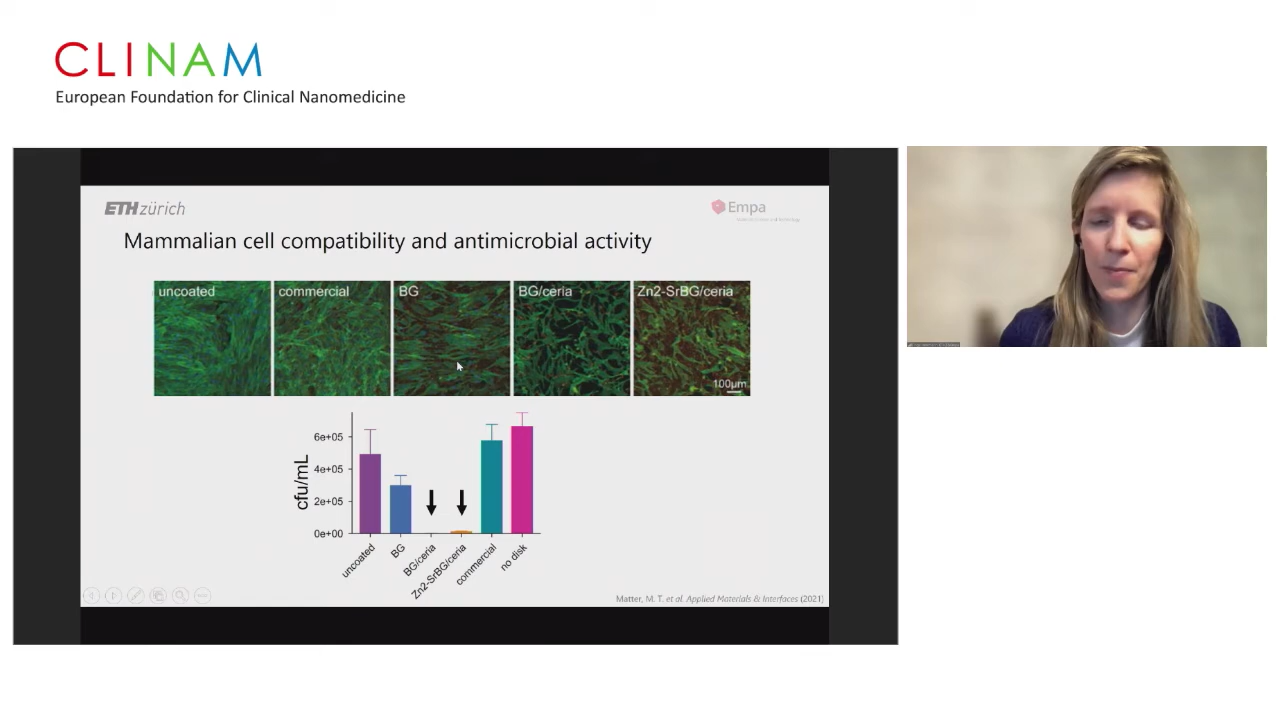 CLINAM
European Foundation for Clinical Nanomedicine
ETH zürich
Empa
Mammalian cell compatibility and antimicrobial activity
uncoated
commercial
BG
BG/ceria
Zn2-SrBG/ceria
100μm
cfu/mL
6e+05
4e+05
2e+05
0e+00
uncoated
BG
BG/ceria
Zn2-SrBG/ceria
commercial
no disk
Matter, M. T. et al. Applied Materials & Interfaces (2021)